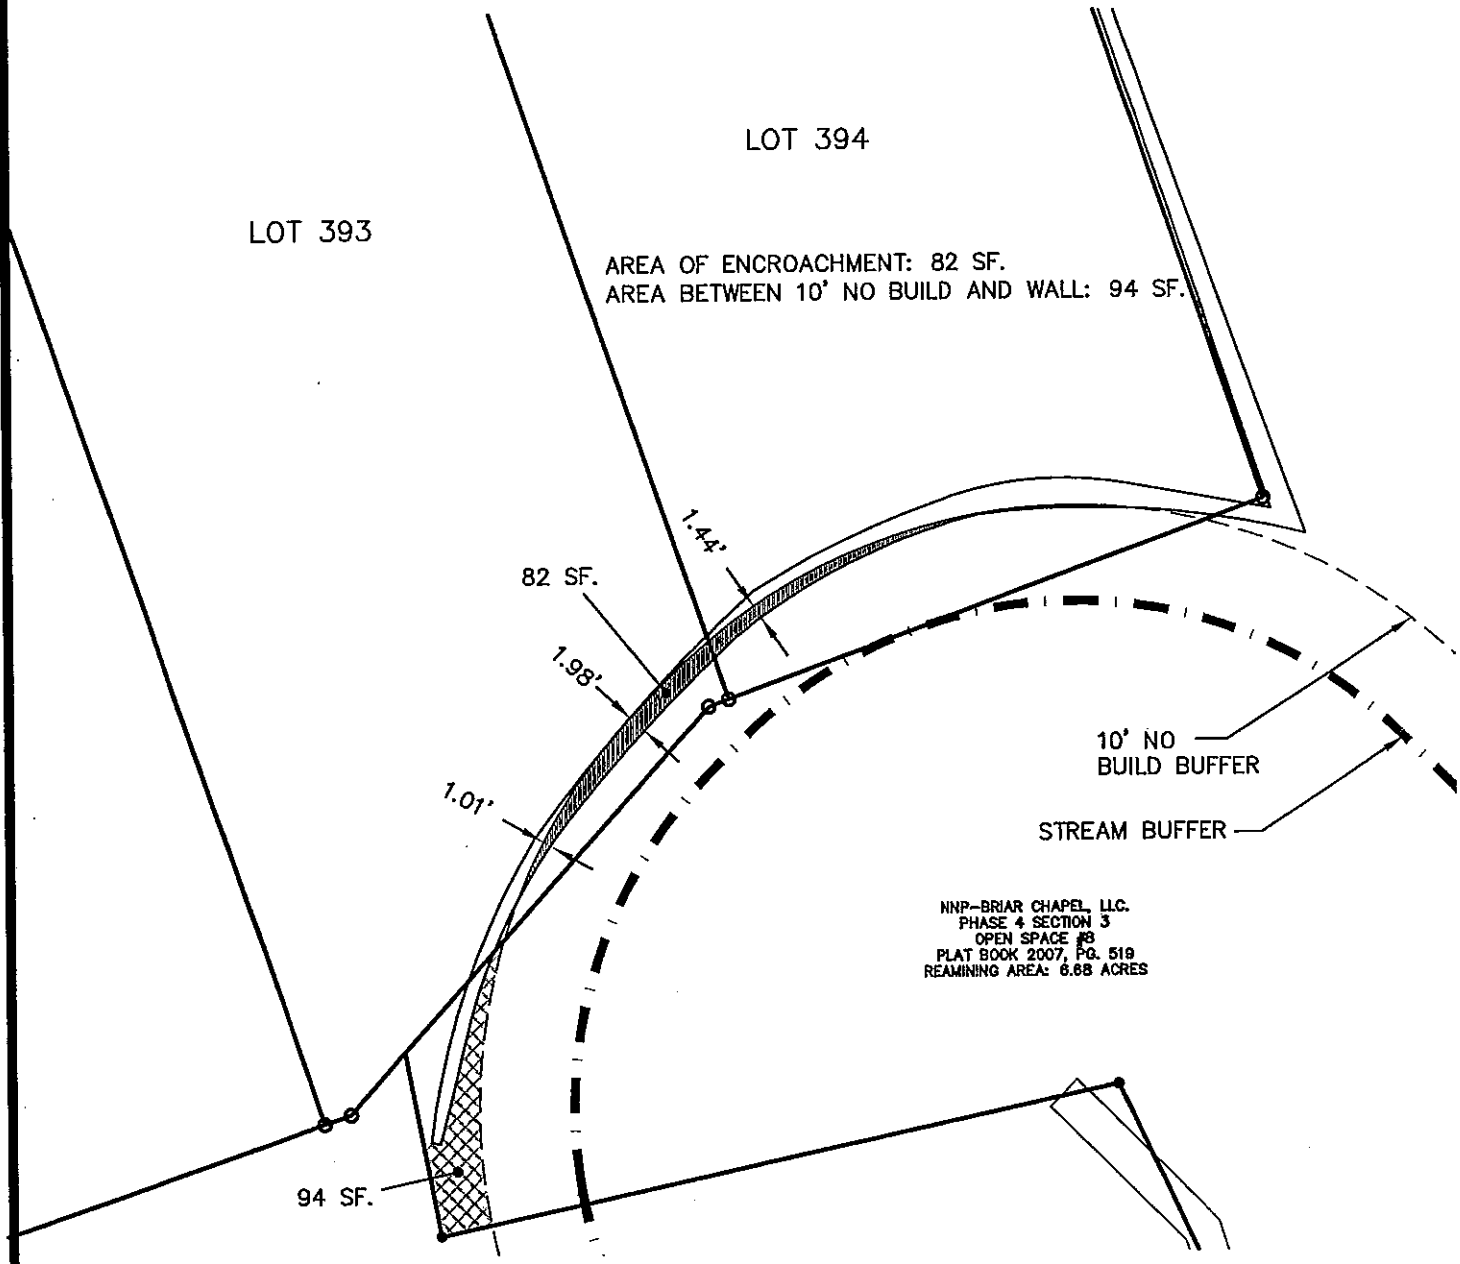 LOT 394
LOT 393
AREA OF ENCROACHMENT: 82 SF.
AREA BETWEEN 10' NO BUILD AND WALL: 94 SF.
1.44'
82 SF.
1.98'
1.01'
10' NO
BUILD BUFFER
STREAM BUFFER
NNP-BRIAR CHAPEL, LLC.
PHASE 4 SECTION 3
OPEN SPACE #8
PLAT BOOK 2007, PG. 519
REAMINING AREA: 6.68 ACRES
94 SF.